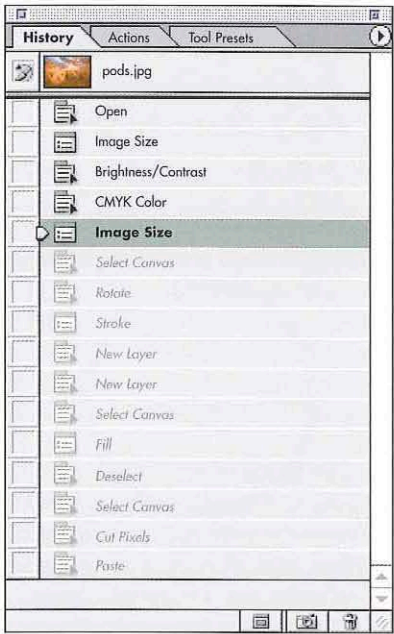 History Actions Tool Presets
pods.jpg
Open
Image Size
Brightness/Contrast
CMYK Color
Image Size
Select Canvas
Rotate
Stroke
New Layer
New Layer
Select Canvas
Fill
Deselect
Select Canvas
Cut Pixels
Paste